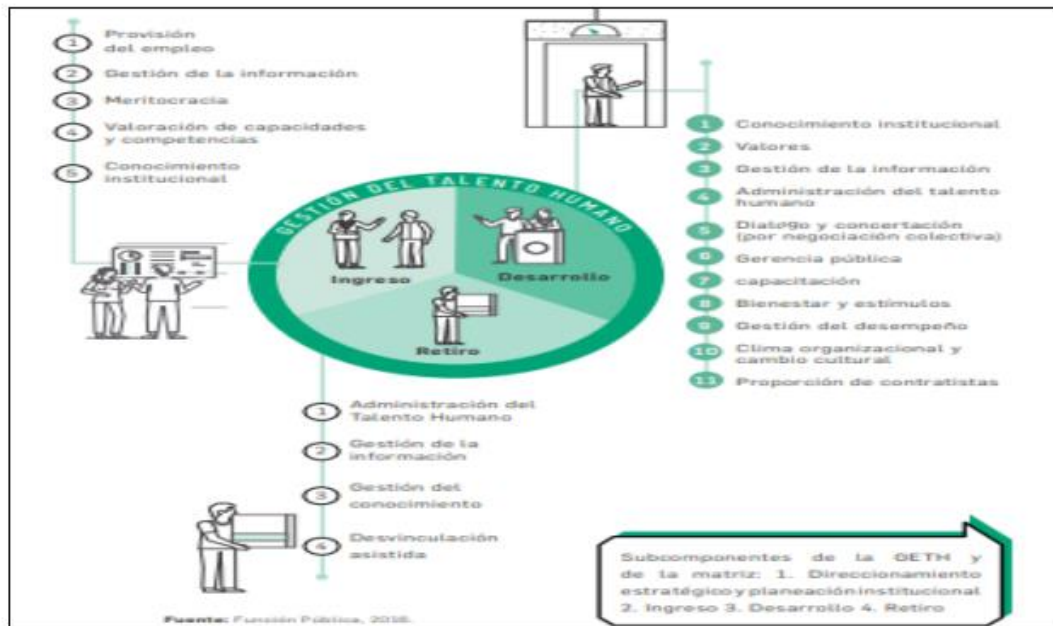 1 Provisión
del empleo
2 Gestión de la información
3 Meritocracia
4 Valoración de capacidades
y competencias
5 Conocimiento
institucional
GESTIÓN DEL TALENTO HUMANO
Ingreso
Desarrollo
Retiro
1 Conocimiento institucional
2 Valores
3 Gestión de la información
4 Administración del talento
humano
5 Dialogo y concertación
(por negociación colectiva)
6 Gerencia pública
7 capacitación
8 Bienestar y estímulos
9 Gestión del desempeño
10 Clima organizacional y
cambio cultural
11 Proporción de contratistas
1 Administración del
Talento Humano
2 Gestión de la
información
3 Gestión del
conocimiento
4 Desvinculación
asistida
Subcomponentes de la GETH y
de la matriz: 1. Direccionamiento
estratégico y planeación institucional
2. Ingreso 3. Desarrollo 4. Retiro
Fuente: Función Pública,